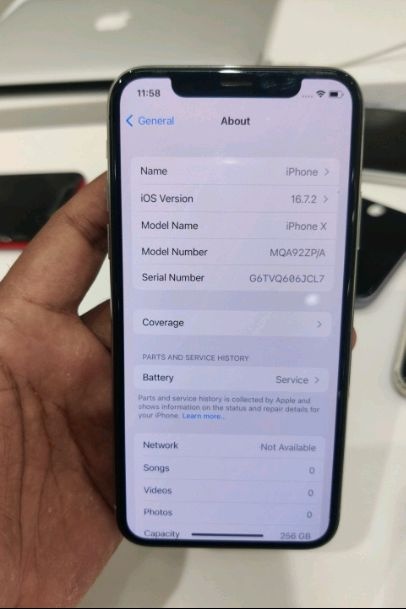 11:58
General
About
Name iPhone
iOS Version 16.7.2
Model Name iPhone X
Model Number MQA92ZP/A
Serial Number G6TVQ606JCL7
Coverage
PARTS AND SERVICE HISTORY
Battery Service
Parts and service history is collected by Apple and
shows information on the status and repair details for
your iPhone. Learn more...
Network Not Available
Songs 0
Videos 0
Photos 0
Capacity 256 GB